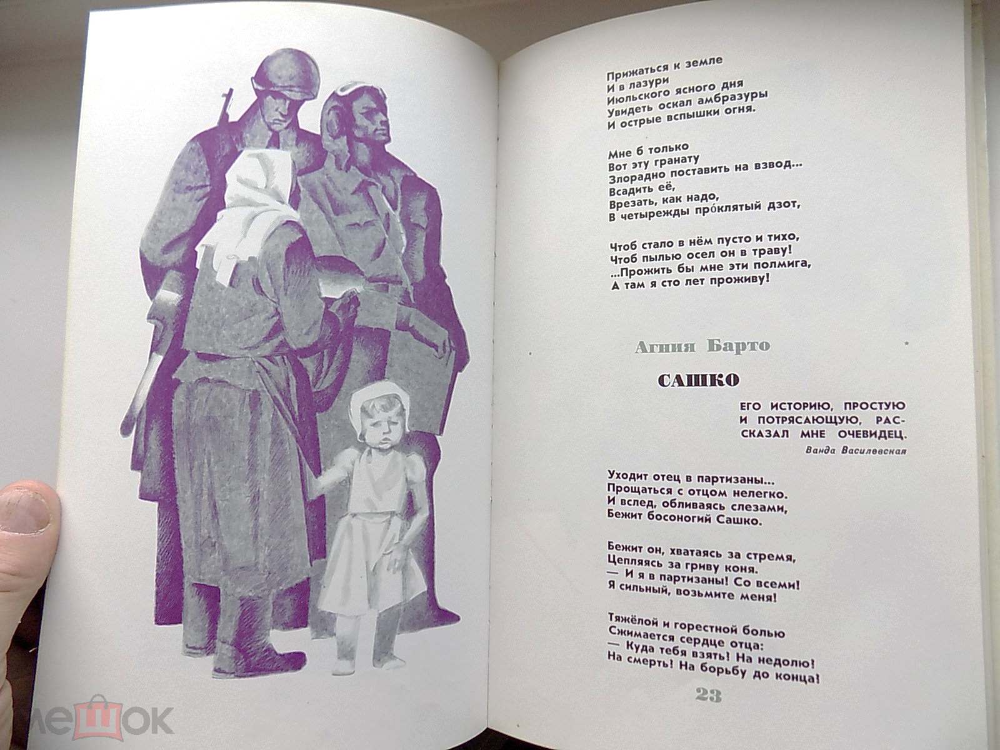 Прижаться к земле
И в лазури
Июльского ясного дня
Увидеть оскал амбразуры
И острые вспышки огня.
Мне б только
Вот эту гранату
Злорадно поставить на взвод...
Всадить её,
Врезать, как надо,
В четырежды про́клятый дзот,
Чтоб стало в нём пусто и тихо,
Чтоб пылью осел он в траву!
...Прожить бы мне эти полмига,
А там я сто лет проживу!
Агния Барто
САШКО
ЕГО ИСТОРИЮ, ПРОСТУЮ
И ПОТРЯСАЮЩУЮ, РАС-
СКАЗАЛ МНЕ ОЧЕВИДЕЦ.
Ванда Василевская
Уходит отец в партизаны...
Прощаться с отцом нелегко.
И вслед, обливаясь слезами,
Бежит босоногий Сашко.
Бежит он, хватаясь за стремя,
Цепляясь за гриву коня.
— И я в партизаны! Со всеми!
Я сильный, возьмите меня!
Тяжёлой и горестной болью
Сжимается сердце отца:
— Куда тебя взять! На недолю!
На смерть! На борьбу до конца!
23
мешок